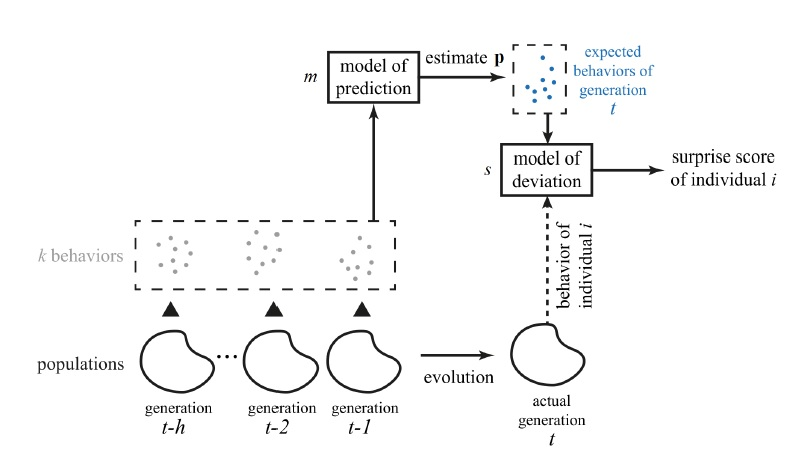 m
model of
prediction
estimate p
expected
behaviors of
generation
t
s
model of
deviation
surprise score
of individual i
k behaviors
behavior of
individual i
populations
...
evolution
generation
t-h
generation
t-2
generation
t-1
actual
generation
t